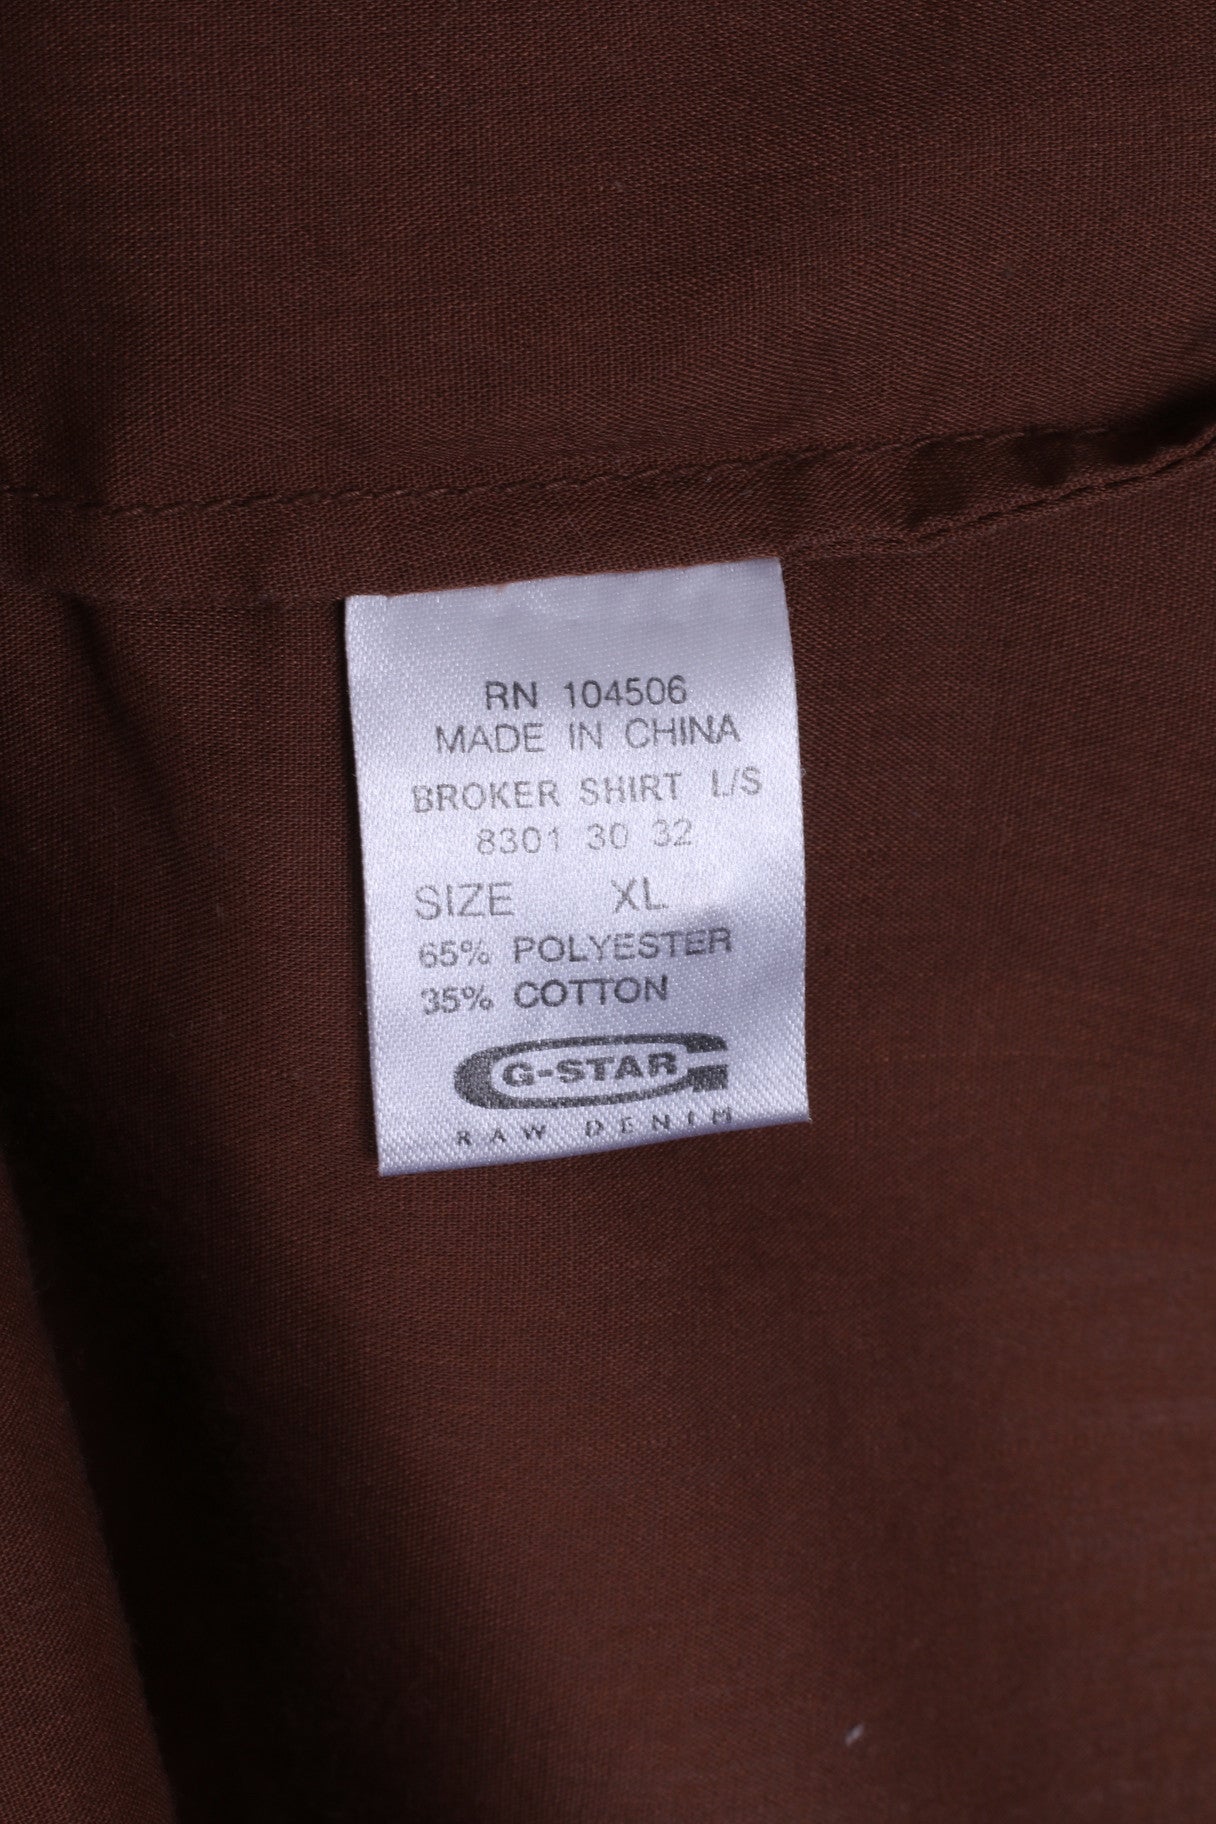 RN 104506
MADE IN CHINA
BROKER SHIRT L/S
8301 30 32
SIZE XL
65% POLYESTER
35% COTTON
G-STAR
RAW DENIM